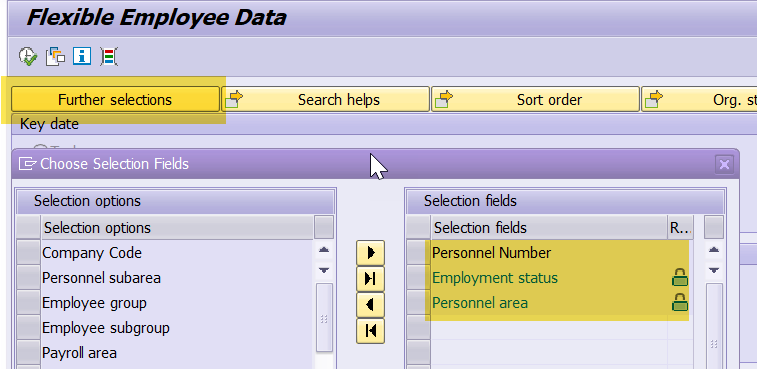 Flexible Employee Data
Further selections
Search helps
Sort order
Org. st
Key date
Choose Selection Fields
Selection options
Selection fields
Selection options
Selection fields
R...
Company Code
Personnel Number
Personnel subarea
Employment status
Employee group
Personnel area
Employee subgroup
Payroll area